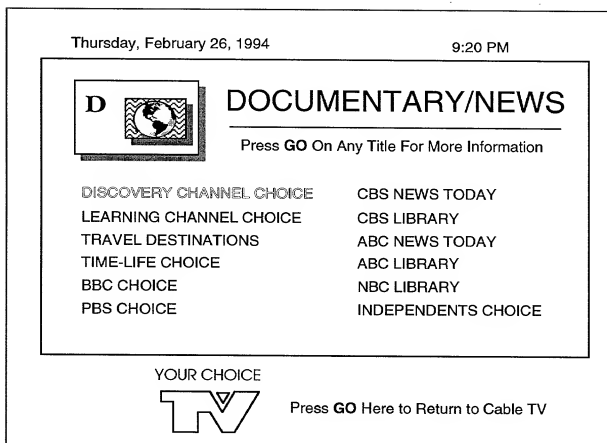 Thursday, February 26, 1994 9:20 PM
D
DOCUMENTARY/NEWS
Press GO On Any Title For More Information
DISCOVERY CHANNEL CHOICE
LEARNING CHANNEL CHOICE
TRAVEL DESTINATIONS
TIME-LIFE CHOICE
BBC CHOICE
PBS CHOICE
CBS NEWS TODAY
CBS LIBRARY
ABC NEWS TODAY
ABC LIBRARY
NBC LIBRARY
INDEPENDENTS CHOICE
YOUR CHOICE
TV
Press GO Here to Return to Cable TV